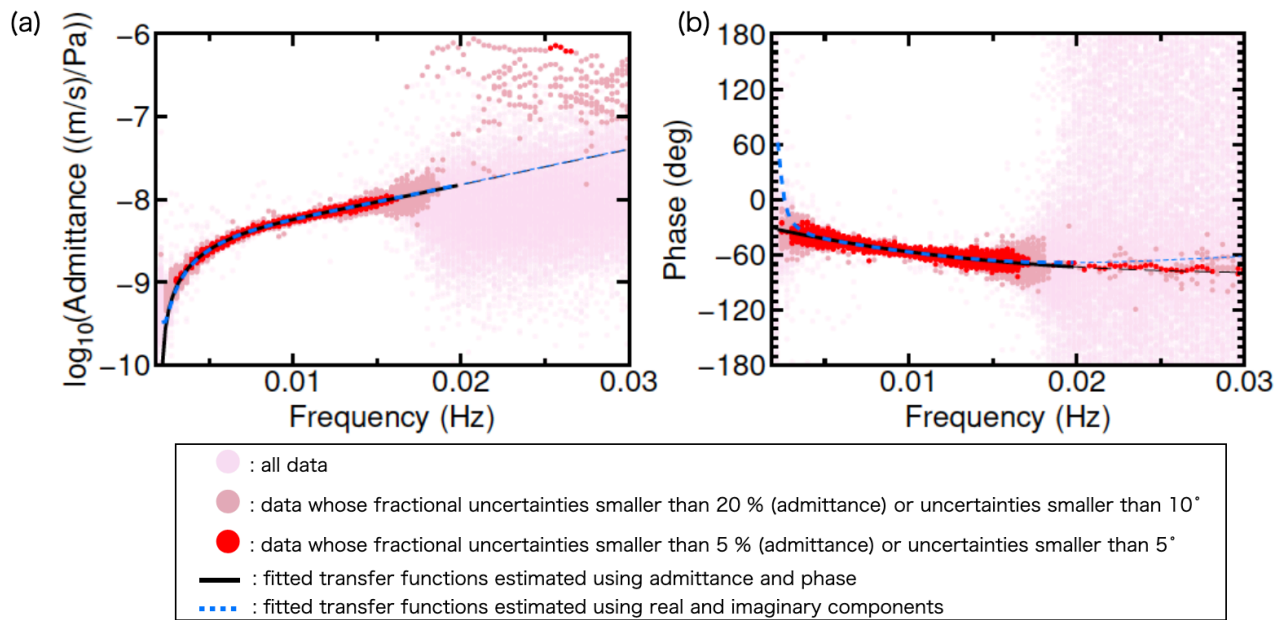 (a)
(b)
log10(Admittance ((m/s)/Pa)
−6
−7
−8
−9
−10
0.01
0.02
0.03
Frequency (Hz)
Phase (deg)
180
120
60
0
−60
−120
−180
0.01
0.02
0.03
Frequency (Hz)
: all data
: data whose fractional uncertainties smaller than 20 % (admittance) or uncertainties smaller than 10˚
: data whose fractional uncertainties smaller than 5 % (admittance) or uncertainties smaller than 5˚
: fitted transfer functions estimated using admittance and phase
: fitted transfer functions estimated using real and imaginary components